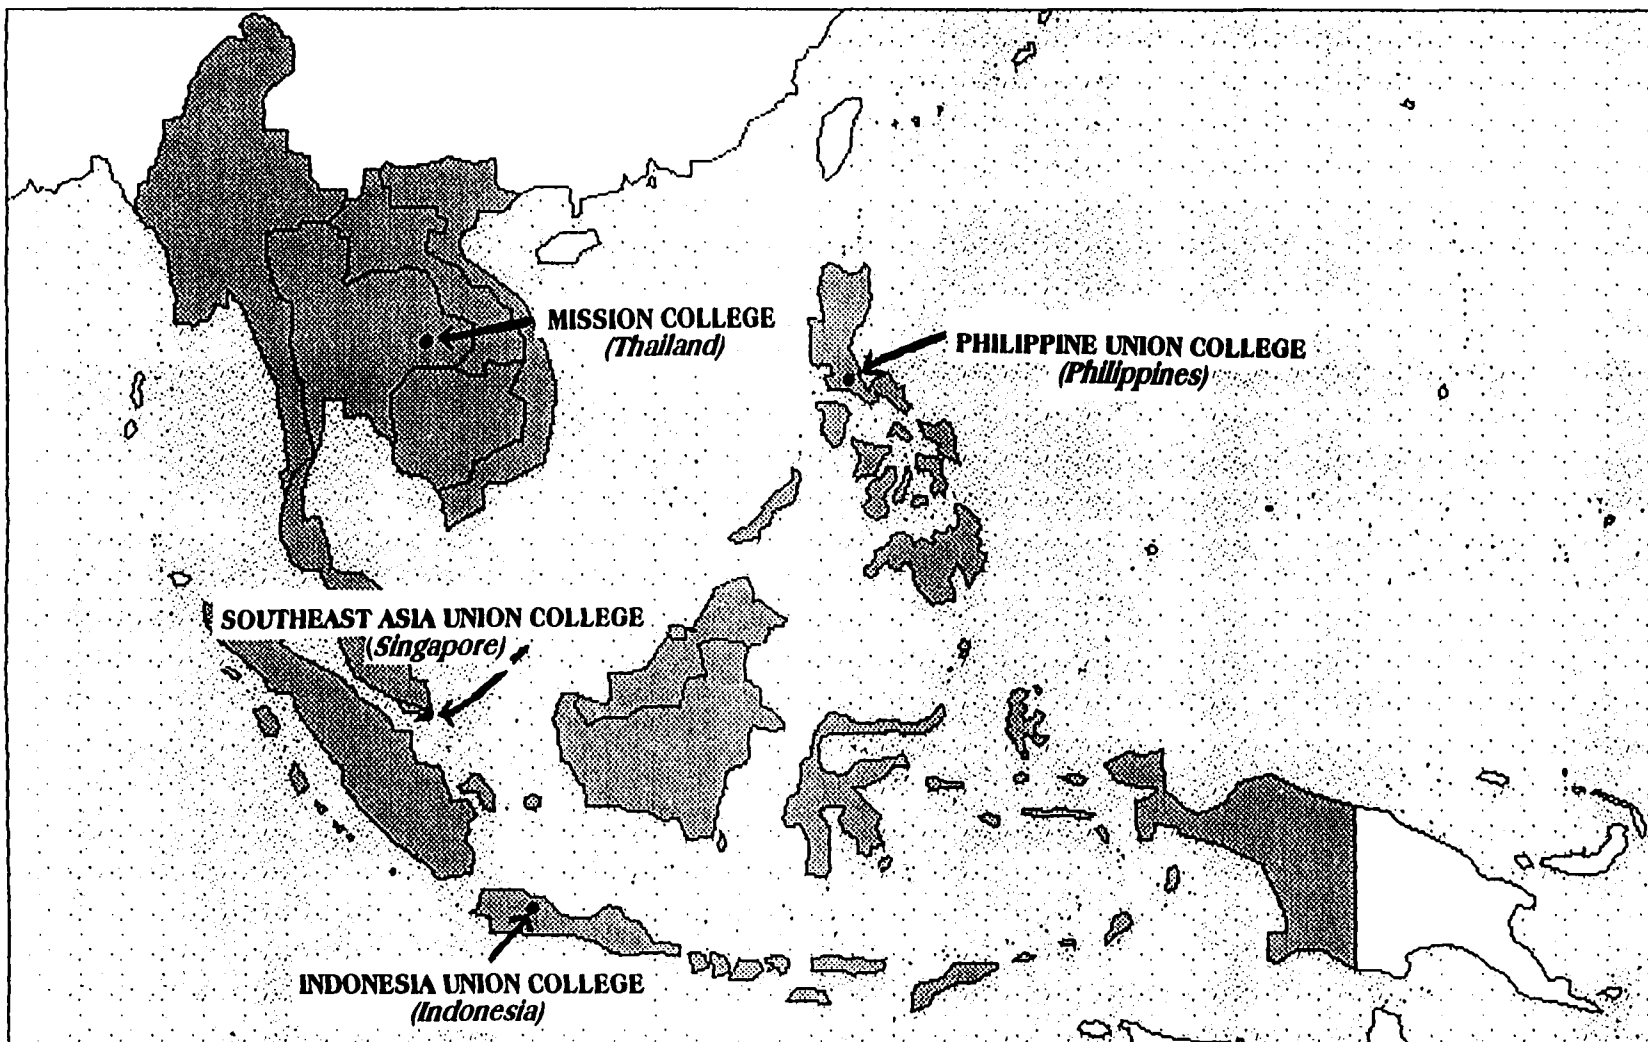 MISSION COLLEGE
(Thailand)
PHILIPPINE UNION COLLEGE
(Philippines)
SOUTHEAST ASIA UNION COLLEGE
(Singapore)
INDONESIA UNION COLLEGE
(Indonesia)